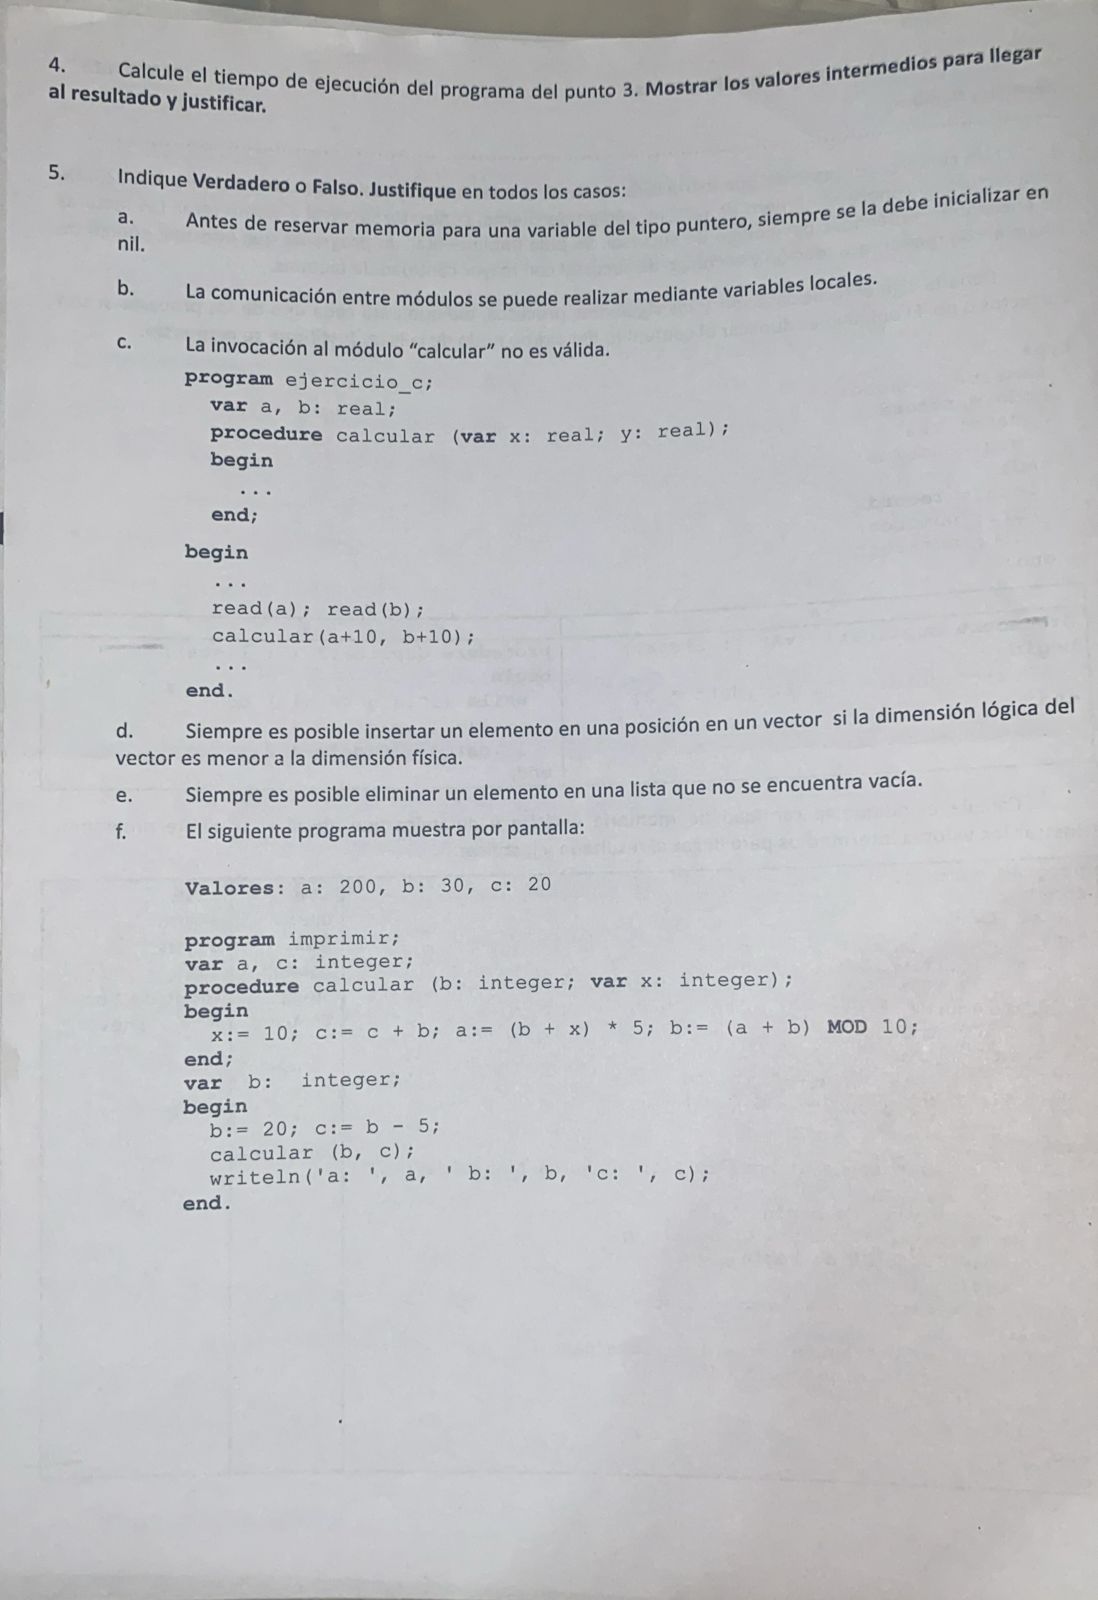 4. Calcule el tiempo de ejecución del programa del punto 3. Mostrar los valores intermedios para llegar
al resultado y justificar.
5. Indique Verdadero o Falso. Justifique en todos los casos:
a. Antes de reservar memoria para una variable del tipo puntero, siempre se la debe inicializar en
nil.
b. La comunicación entre módulos se puede realizar mediante variables locales.
c. La invocación al módulo “calcular” no es válida.
program ejercicio_c;
var a, b: real;
procedure calcular (var x: real; y: real);
begin
...
end;
begin
...
read(a); read(b);
calcular(a+10, b+10);
...
end.
d. Siempre es posible insertar un elemento en una posición en un vector si la dimensión lógica del
vector es menor a la dimensión física.
e. Siempre es posible eliminar un elemento en una lista que no se encuentra vacía.
f. El siguiente programa muestra por pantalla:
Valores: a: 200, b: 30, c: 20
program imprimir;
var a, c: integer;
procedure calcular (b: integer; var x: integer);
begin
x:= 10; c:= c + b; a:= (b + x) * 5; b:= (a + b) MOD 10;
end;
var b: integer;
begin
b:= 20; c:= b - 5;
calcular (b, c);
writeln('a: ', a, ' b: ', b, 'c: ', c);
end.